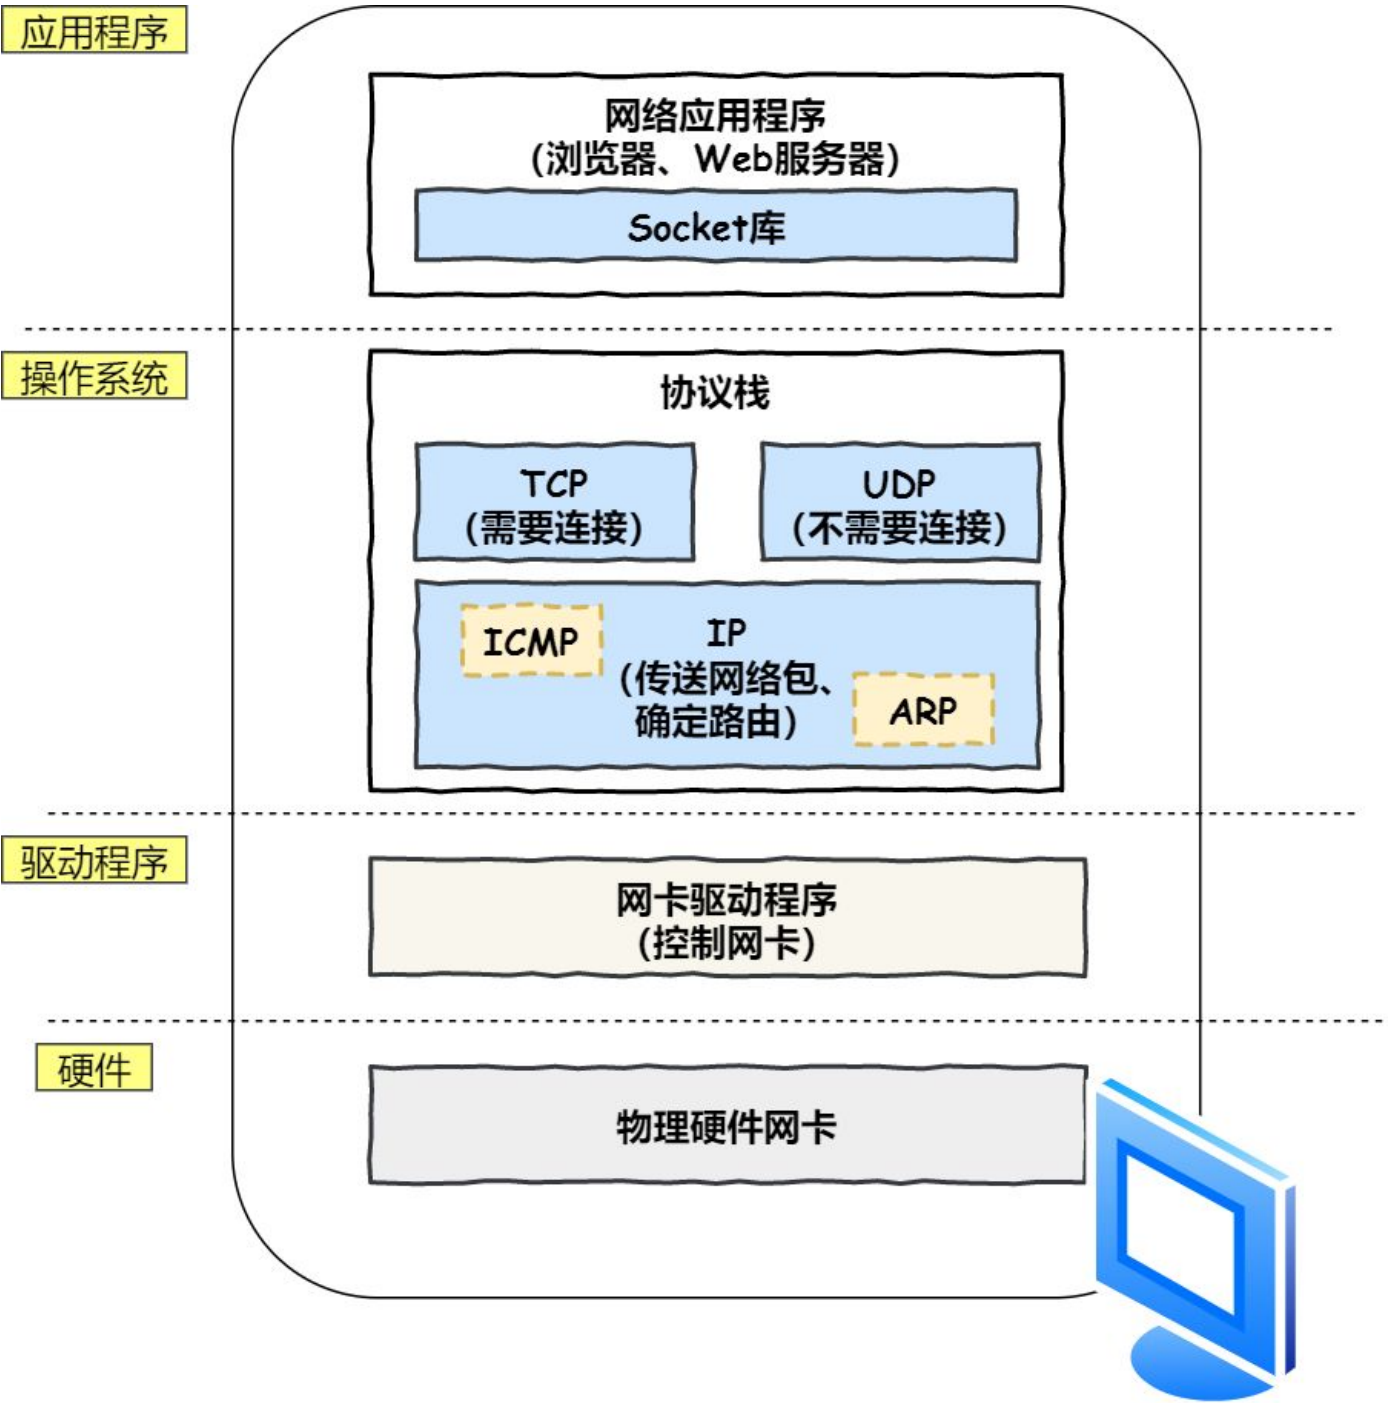 应用程序
网络应用程序
(浏览器、Web服务器)
Socket库
操作系统
协议栈
TCP
(需要连接)
UDP
(不需要连接)
ICMP
IP
(传送网络包、
确定路由)
ARP
驱动程序
网卡驱动程序
(控制网卡)
硬件
物理硬件网卡